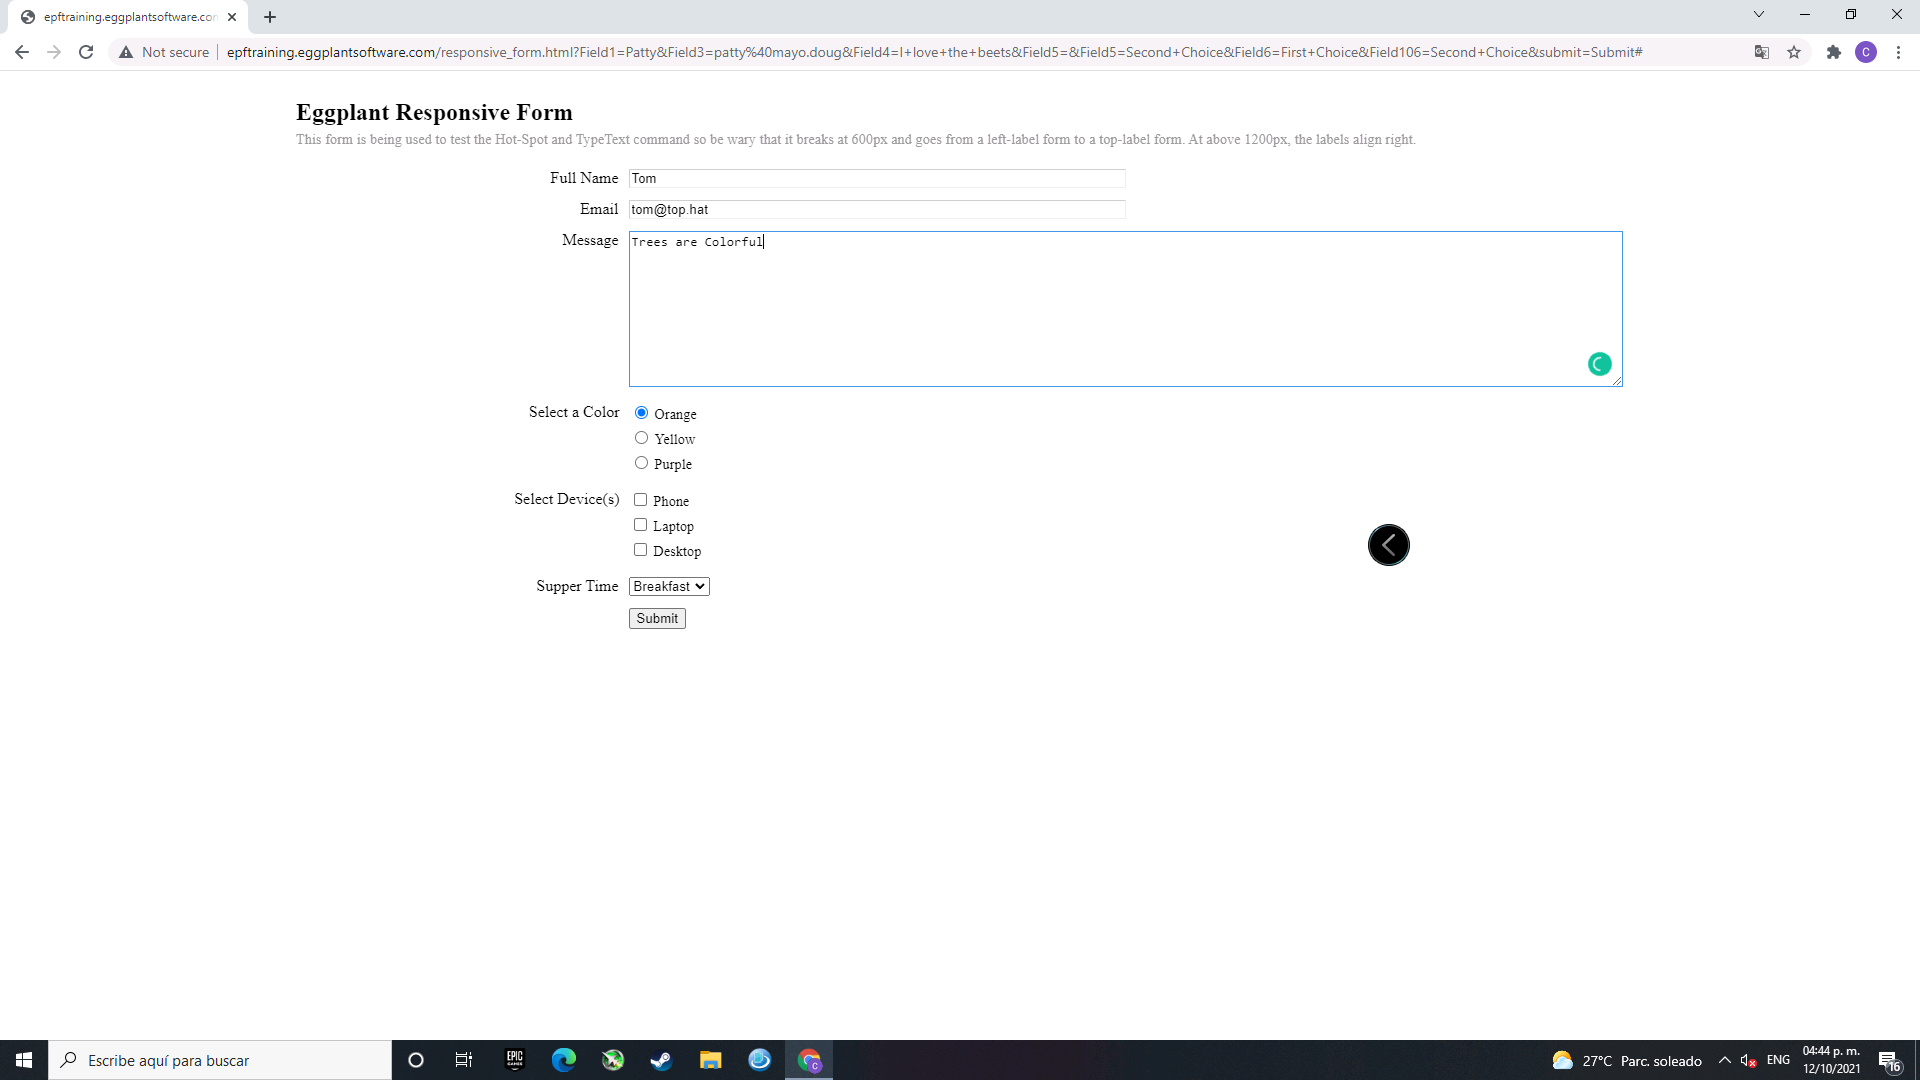 epftraining.eggplantsoftware.con
Not secure
epftraining.eggplantsoftware.com/responsive_form.html?Field1=Patty&Field3=patty%40mayo.doug&Field4=I+love+the+beets&Field5=&Field5=Second+Choice&Field6=First+Choice&Field106=Second+Choice&submit=Submit#
C
Eggplant Responsive Form
This form is being used to test the Hot-Spot and TypeText command so be wary that it breaks at 600px and goes from a left-label form to a top-label form. At above 1200px, the labels align right.
Full Name Tom
Email tom@top.hat
Message Trees are Colorful
Select a Color Orange
Yellow
Purple
Select Device(s) Phone
Laptop
Desktop
Supper Time Breakfast
Submit
Escribe aquí para buscar
EPIC
GAMES
C
27°C Parc. soleado
ENG
04:44 p. m.
12/10/2021
16